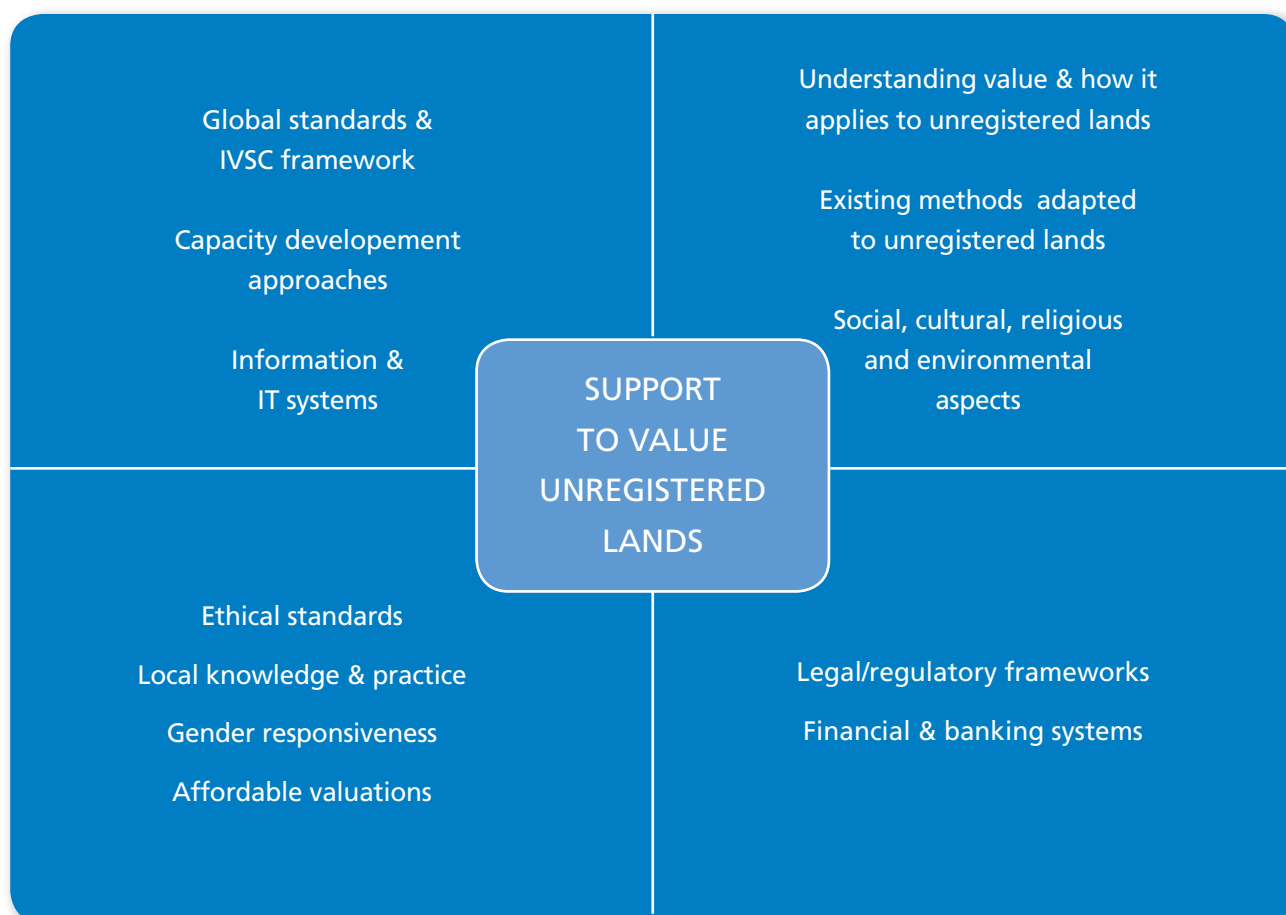 Global standards &
IVSC framework
Capacity developement
approaches
Information &
IT systems
Understanding value & how it
applies to unregistered lands
Existing methods adapted
to unregistered lands
Social, cultural, religious
and environmental
aspects
SUPPORT
TO VALUE
UNREGISTERED
LANDS
Ethical standards
Local knowledge & practice
Gender responsiveness
Affordable valuations
Legal/regulatory frameworks
Financial & banking systems